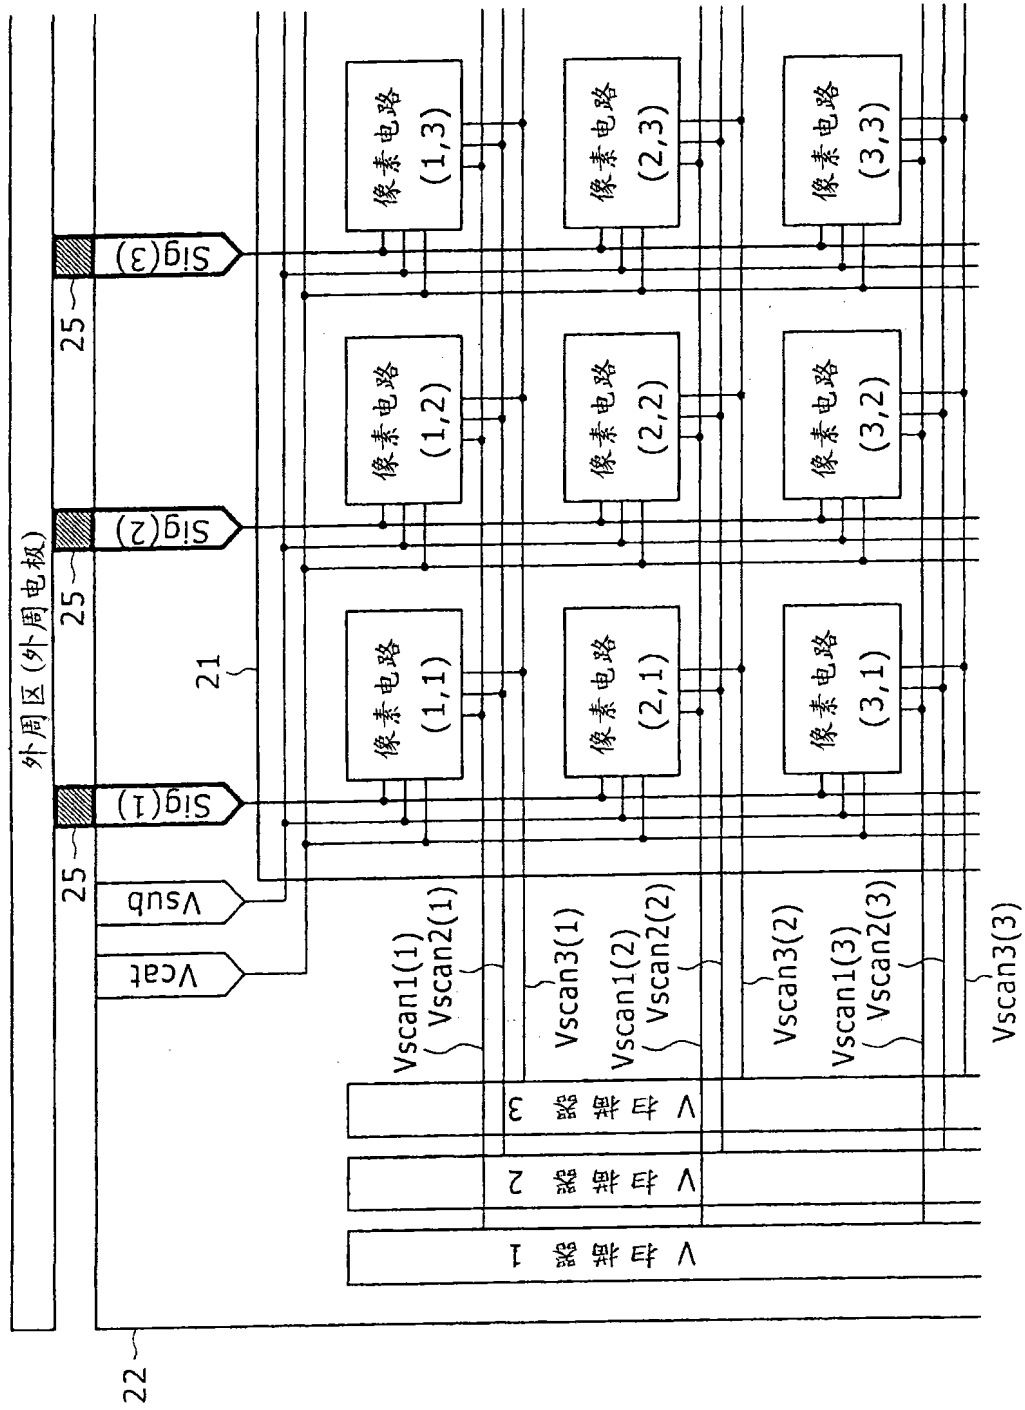 外周区(外周电极)
25
25
25
Sig(1)
Sig(2)
Sig(3)
Vcat
Vsub
21
22
像素电路
(1,1)
像素电路
(1,2)
像素电路
(1,3)
像素电路
(2,1)
像素电路
(2,2)
像素电路
(2,3)
像素电路
(3,1)
像素电路
(3,2)
像素电路
(3,3)
Vscan1(1)
Vscan2(1)
Vscan3(1)
Vscan1(2)
Vscan2(2)
Vscan3(2)
Vscan1(3)
Vscan2(3)
Vscan3(3)
V扫描器 1
V扫描器 2
V扫描器 3